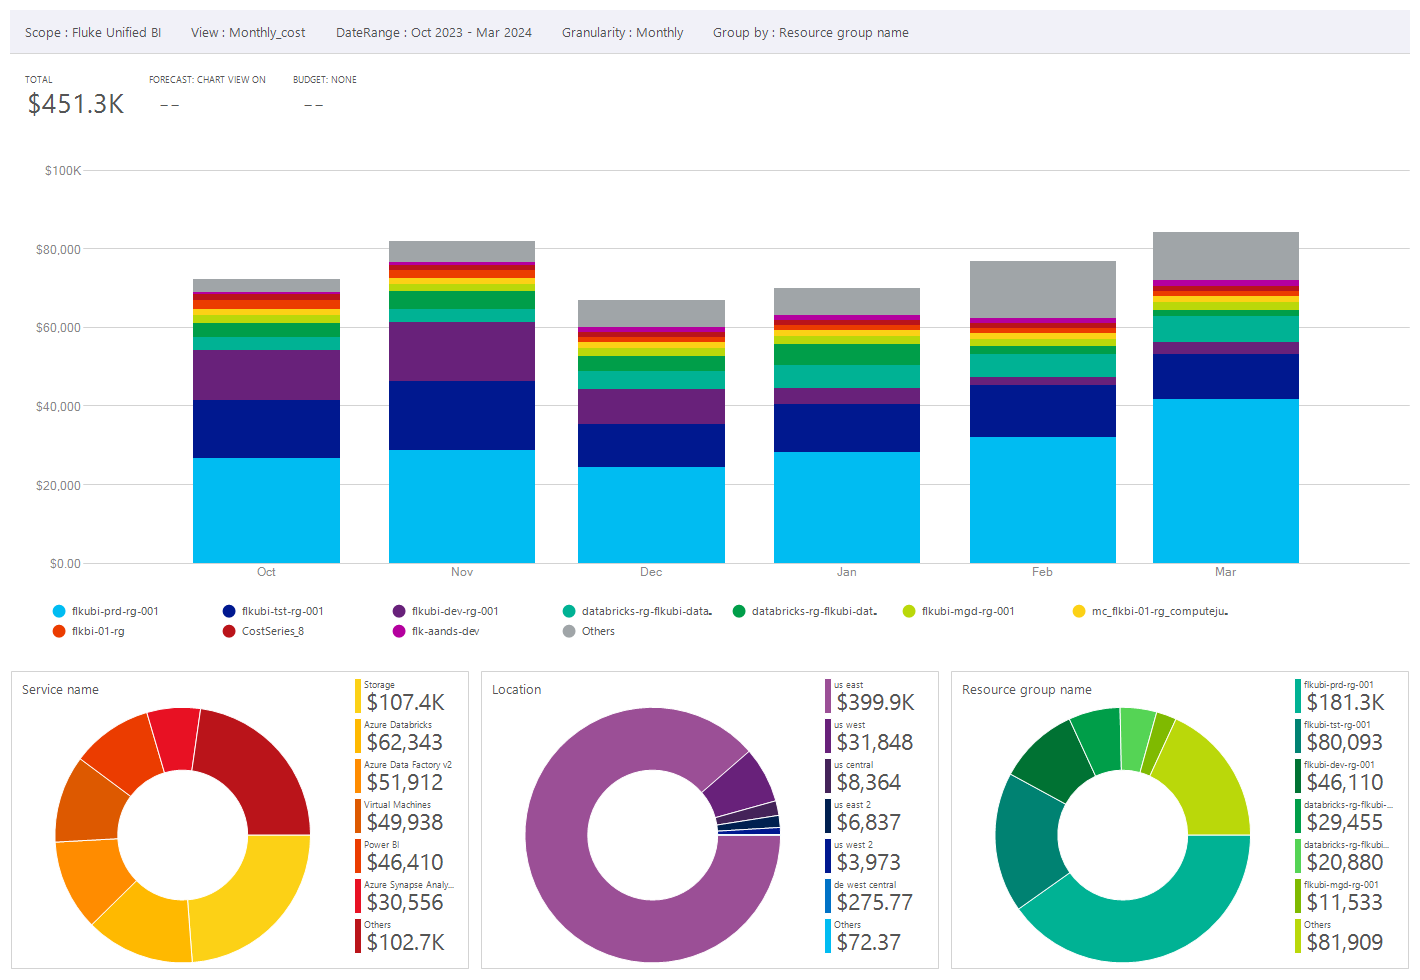 Scope : Fluke Unified BI View : Monthly_cost DateRange : Oct 2023 - Mar 2024 Granularity : Monthly Group by : Resource group name
TOTAL FORECAST: CHART VIEW ON BUDGET: NONE
$451.3K -- --
$100K
$80,000
$60,000
$40,000
$20,000
$0.00
Oct Nov Dec Jan Feb Mar
flkubi-prd-rg-001 flkubi-tst-rg-001 flkubi-dev-rg-001 databricks-rg-flkubi-data... databricks-rg-flkubi-dat... flkubi-mgd-rg-001 mc_flkbi-01-rg_computeju...
flkbi-01-rg CostSeries_8 flk-aands-dev Others
Service name
Storage
$107.4K
Azure Databricks
$62,343
Azure Data Factory v2
$51,912
Virtual Machines
$49,938
Power BI
$46,410
Azure Synapse Analy...
$30,556
Others
$102.7K
Location
us east
$399.9K
us west
$31,848
us central
$8,364
us east 2
$6,837
us west 2
$3,973
de west central
$275.77
Others
$72.37
Resource group name
flkubi-prd-rg-001
$181.3K
flkubi-tst-rg-001
$80,093
flkubi-dev-rg-001
$46,110
databricks-rg-flkubi-...
$29,455
databricks-rg-flkubi...
$20,880
flkubi-mgd-rg-001
$11,533
Others
$81,909